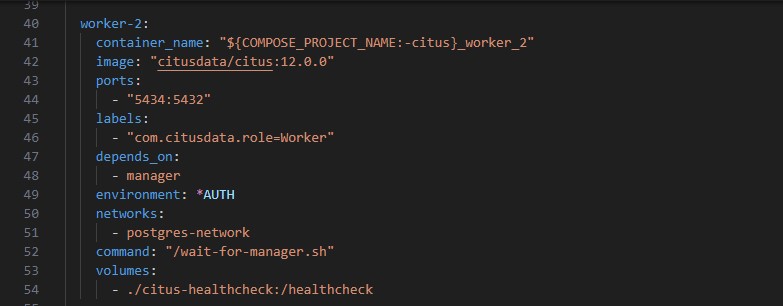 39
40 worker-2:
41 container_name: "${COMPOSE_PROJECT_NAME:-citus}_worker_2"
42 image: "citusdata/citus:12.0.0"
43 ports:
44 - "5434:5432"
45 labels:
46 - "com.citusdata.role=Worker"
47 depends_on:
48 - manager
49 environment: *AUTH
50 networks:
51 - postgres-network
52 command: "/wait-for-manager.sh"
53 volumes:
54 - ./citus-healthcheck:/healthcheck